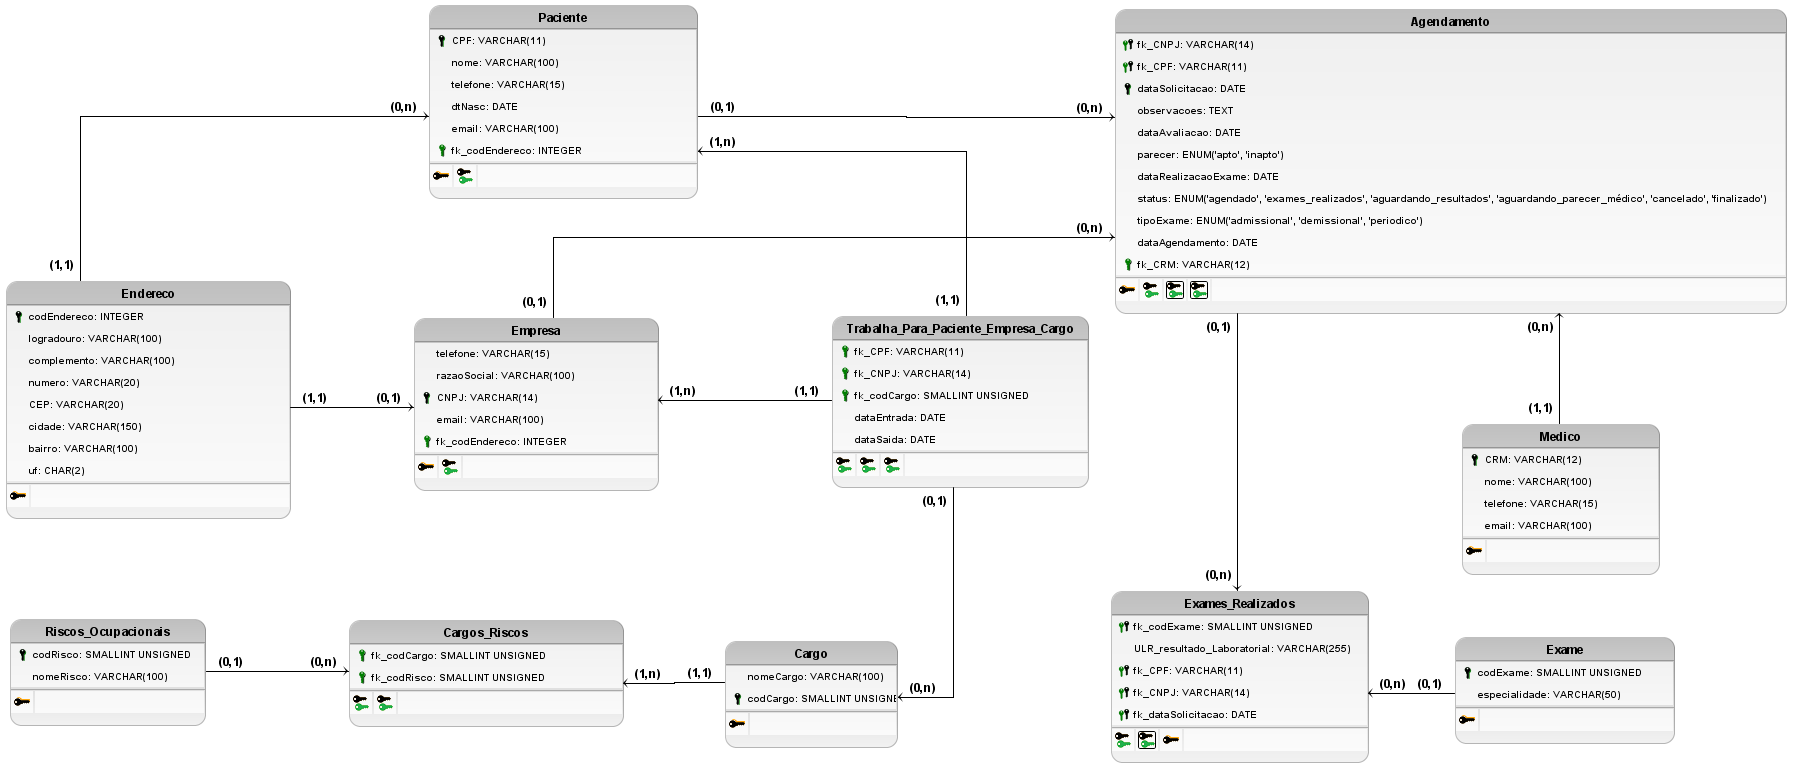 Paciente
CPF: VARCHAR(11)
nome: VARCHAR(100)
telefone: VARCHAR(15)
dtNasc: DATE
email: VARCHAR(100)
fk_codEndereco: INTEGER
Agendamento
fk_CNPJ: VARCHAR(14)
fk_CPF: VARCHAR(11)
dataSolicitacao: DATE
observacoes: TEXT
dataAvaliacao: DATE
parecer: ENUM('apto', 'inapto')
dataRealizacaoExame: DATE
status: ENUM('agendado', 'exames_realizados', 'aguardando_resultados', 'aguardando_parecer_médico', 'cancelado', 'finalizado')
tipoExame: ENUM('admissional', 'demissional', 'periodico')
dataAgendamento: DATE
fk_CRM: VARCHAR(12)
(0,n)
(0,1)
(0,n)
(1,n)
(0,n)
(1,1)
(0,1)
(1,1)
Endereco
codEndereco: INTEGER
logradouro: VARCHAR(100)
complemento: VARCHAR(100)
numero: VARCHAR(20)
CEP: VARCHAR(20)
cidade: VARCHAR(150)
bairro: VARCHAR(100)
uf: CHAR(2)
(1,1)
(0,1)
Empresa
telefone: VARCHAR(15)
razaoSocial: VARCHAR(100)
CNPJ: VARCHAR(14)
email: VARCHAR(100)
fk_codEndereco: INTEGER
(1,n)
(1,1)
Trabalha_Para_Paciente_Empresa_Cargo
fk_CPF: VARCHAR(11)
fk_CNPJ: VARCHAR(14)
fk_codCargo: SMALLINT UNSIGNED
dataEntrada: DATE
dataSaida: DATE
(0,1)
(0,1)
(0,n)
(1,1)
Medico
CRM: VARCHAR(12)
nome: VARCHAR(100)
telefone: VARCHAR(15)
email: VARCHAR(100)
(0,n)
Riscos_Ocupacionais
codRisco: SMALLINT UNSIGNED
nomeRisco: VARCHAR(100)
(0,1)
(0,n)
Cargos_Riscos
fk_codCargo: SMALLINT UNSIGNED
fk_codRisco: SMALLINT UNSIGNED
(1,n)
(1,1)
Cargo
nomeCargo: VARCHAR(100)
codCargo: SMALLINT UNSIGNE
(0,n)
Exames_Realizados
fk_codExame: SMALLINT UNSIGNED
ULR_resultado_Laboratorial: VARCHAR(255)
fk_CPF: VARCHAR(11)
fk_CNPJ: VARCHAR(14)
fk_dataSolicitacao: DATE
(0,n)
(0,1)
Exame
codExame: SMALLINT UNSIGNED
especialidade: VARCHAR(50)